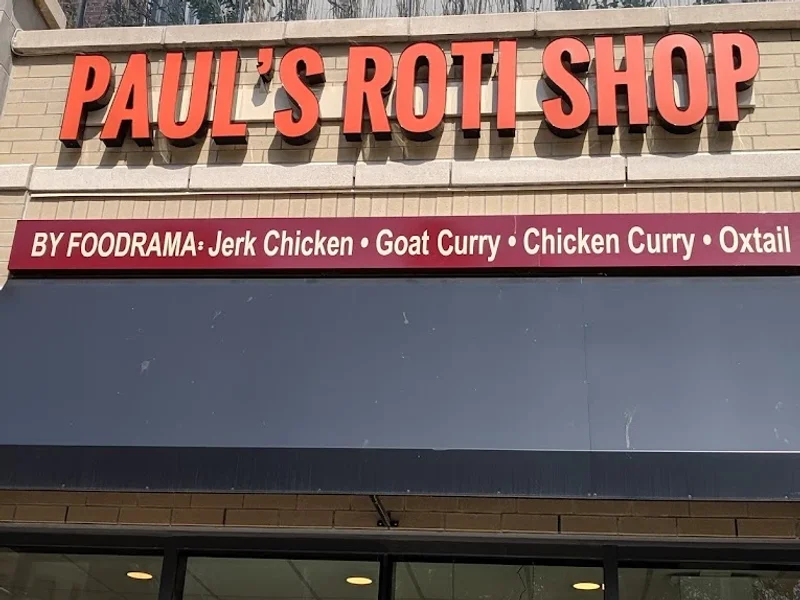 PAUL'S ROTI SHOP
BY FOODRAMA: Jerk Chicken • Goat Curry • Chicken Curry • Oxtail